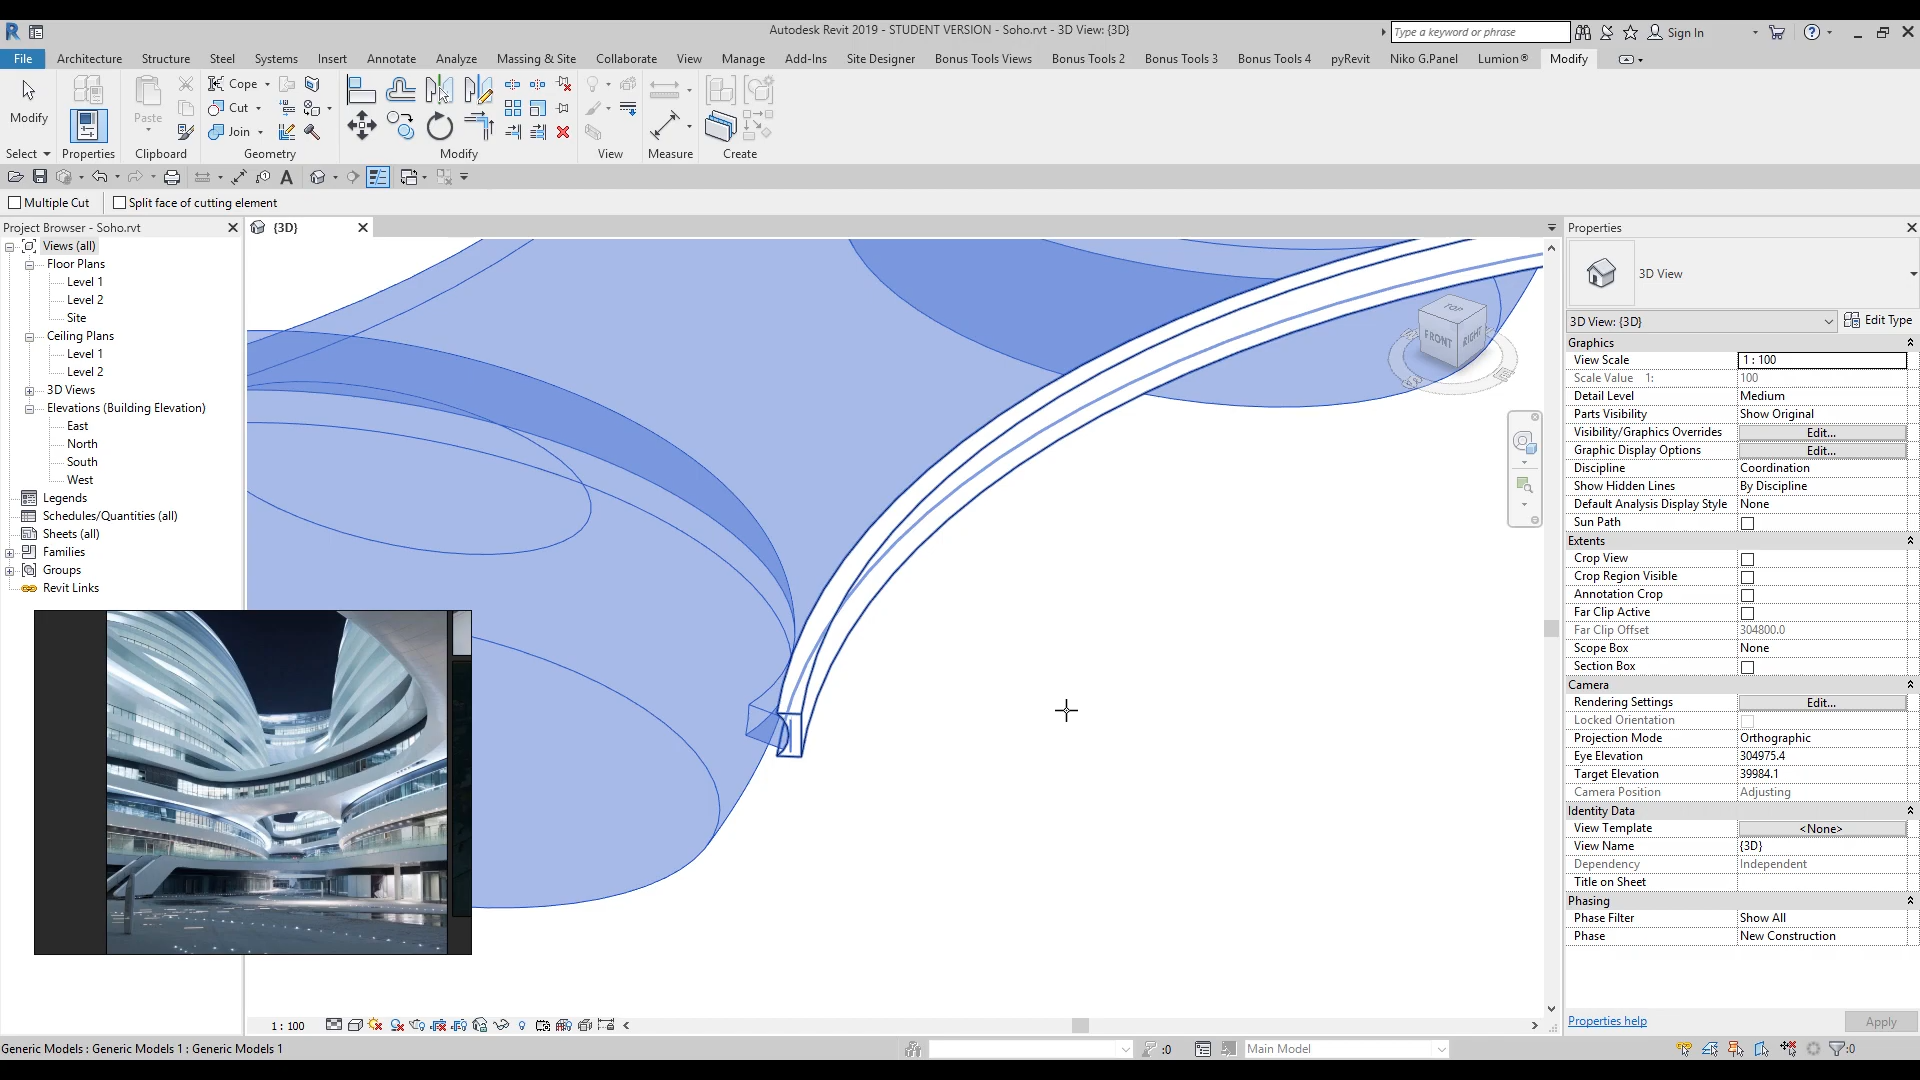 Autodesk Revit 2019 - STUDENT VERSION - Soho.rvt - 3D View: {3D}
Type a keyword or phrase
Sign In
File Architecture Structure Steel Systems Insert Annotate Analyze Massing & Site Collaborate View Manage Add-Ins Site Designer Bonus Tools Views Bonus Tools 2 Bonus Tools 3 Bonus Tools 4 pyRevit Niko G.Panel Lumion® Modify
Modify
Paste
Cope
Cut
Join
Select Properties Clipboard Geometry Modify View Measure Create
Multiple Cut
Split face of cutting element
Project Browser - Soho.rvt
Views (all)
Floor Plans
Level 1
Level 2
Site
Ceiling Plans
Level 1
Level 2
3D Views
Elevations (Building Elevation)
East
North
South
West
Legends
Schedules/Quantities (all)
Sheets (all)
Families
Groups
Revit Links
{3D}
TOP
FRONT
RIGHT
Properties
3D View
3D View: {3D}
Edit Type
Graphics
View Scale 1 : 100
Scale Value 1: 100
Detail Level Medium
Parts Visibility Show Original
Visibility/Graphics Overrides Edit...
Graphic Display Options Edit...
Discipline Coordination
Show Hidden Lines By Discipline
Default Analysis Display Style None
Sun Path
Extents
Crop View
Crop Region Visible
Annotation Crop
Far Clip Active
Far Clip Offset 304800.0
Scope Box None
Section Box
Camera
Rendering Settings Edit...
Locked Orientation
Projection Mode Orthographic
Eye Elevation 304975.4
Target Elevation 39984.1
Camera Position Adjusting
Identity Data
View Template <None>
View Name {3D}
Dependency Independent
Title on Sheet
Phasing
Phase Filter Show All
Phase New Construction
Properties help
Apply
1 : 100
Generic Models : Generic Models 1 : Generic Models 1
:0
Main Model
:0